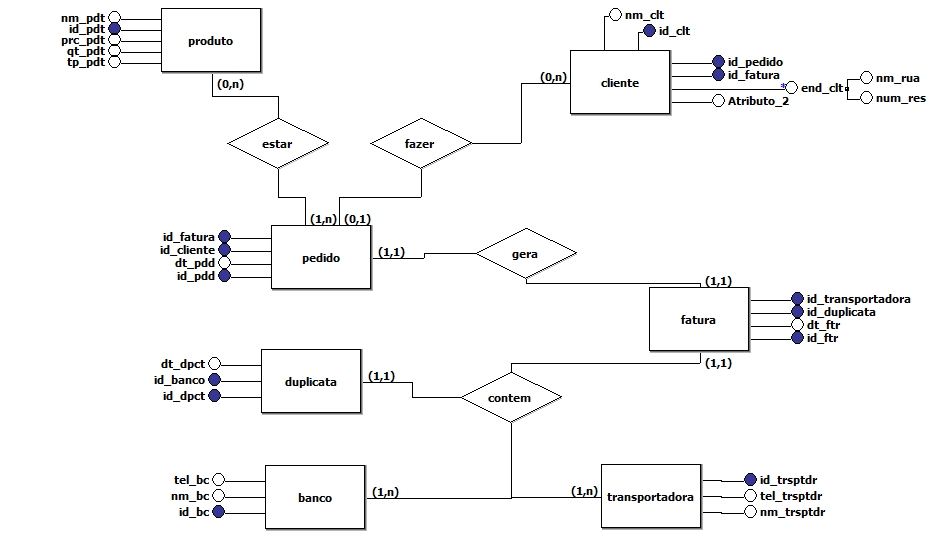 nm_pdt
id_pdt
prc_pdt
qt_pdt
tp_pdt
produto
(0,n)
nm_clt
id_clt
cliente
(0,n)
id_pedido
id_fatura
* end_clt
nm_rua
num_res
Atributo_2
estar
fazer
(1,n) (0,1)
id_fatura
id_cliente
dt_pdd
id_pdd
pedido
(1,1)
gera
(1,1)
fatura
id_transportadora
id_duplicata
dt_ftr
id_ftr
(1,1)
dt_dpct
id_banco
id_dpct
duplicata
(1,1)
contem
tel_bc
nm_bc
id_bc
banco
(1,n)
(1,n)
transportadora
id_trsptdr
tel_trsptdr
nm_trsptdr